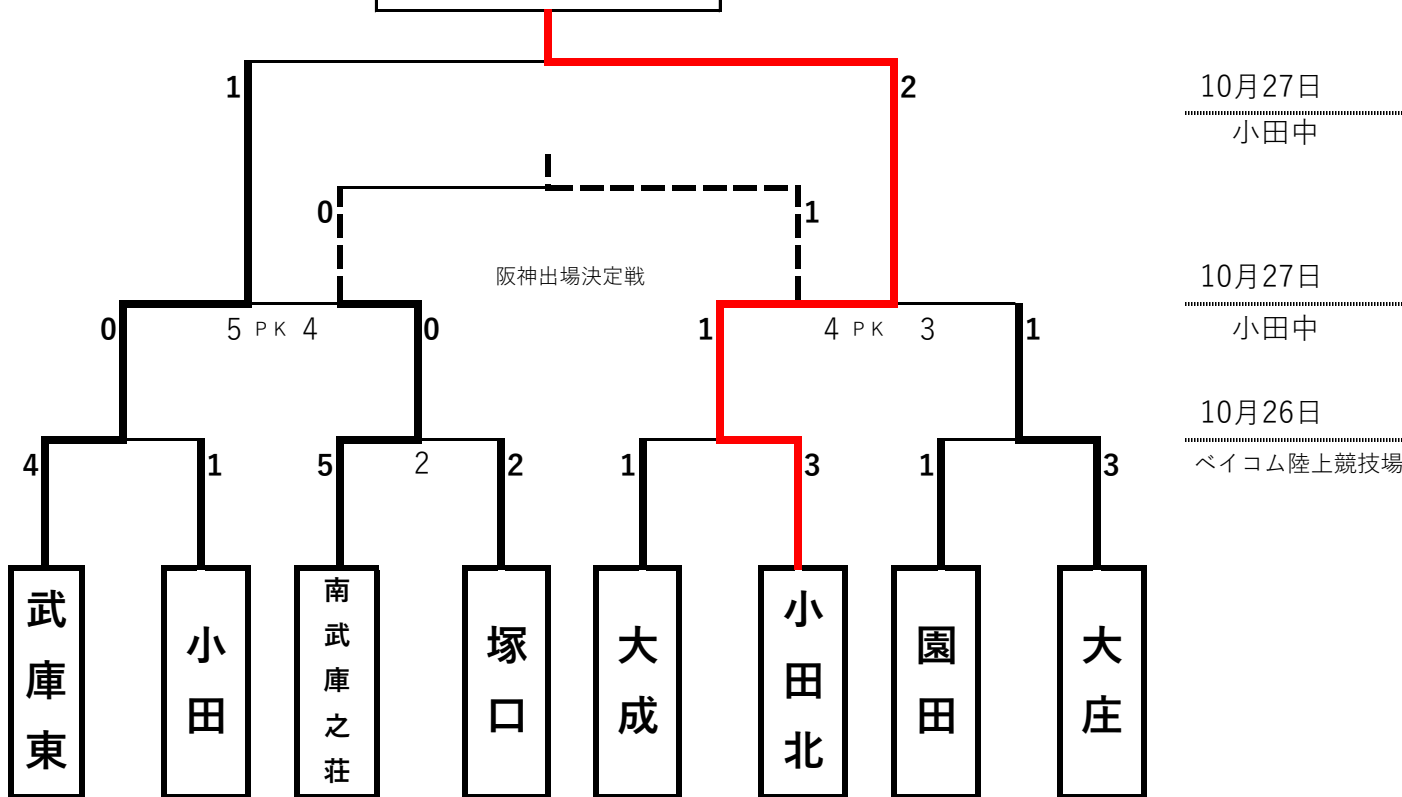 1 2 10月27日
小田中
0 1
阪神出場決定戦 10月27日
0 5 PK 4 0 1 4 PK 3 1 小田中
10月26日
4 1 5 2 2 1 3 1 3 ベイコム陸上競技場
武庫東
小田
南武庫之荘
塚口
大成
小田北
園田
大庄